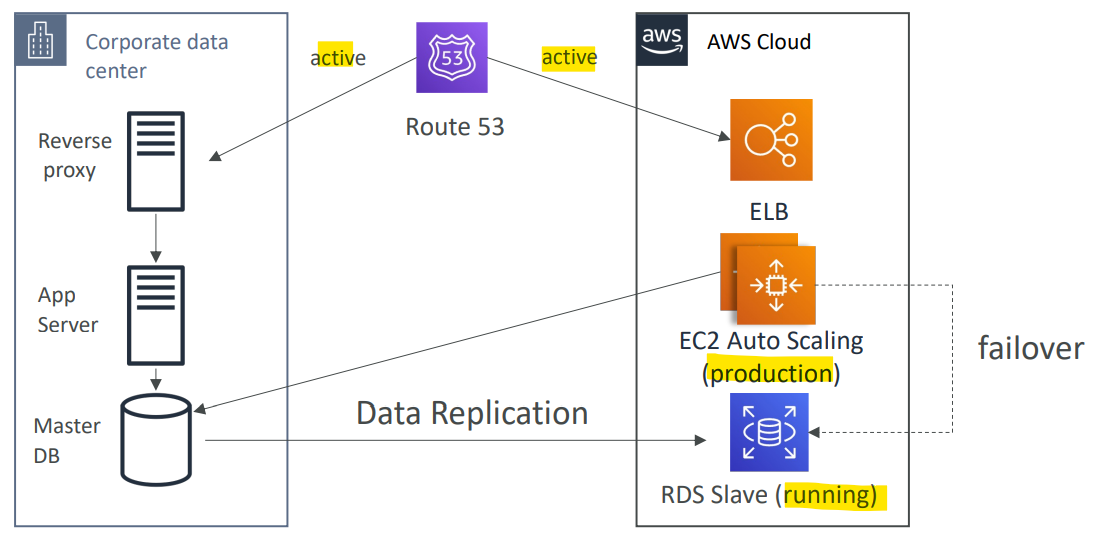 Corporate data
center
active
53
active
aws
AWS Cloud
Route 53
Reverse
proxy
ELB
App
Server
EC2 Auto Scaling
(production)
failover
Data Replication
Master
DB
RDS Slave (running)